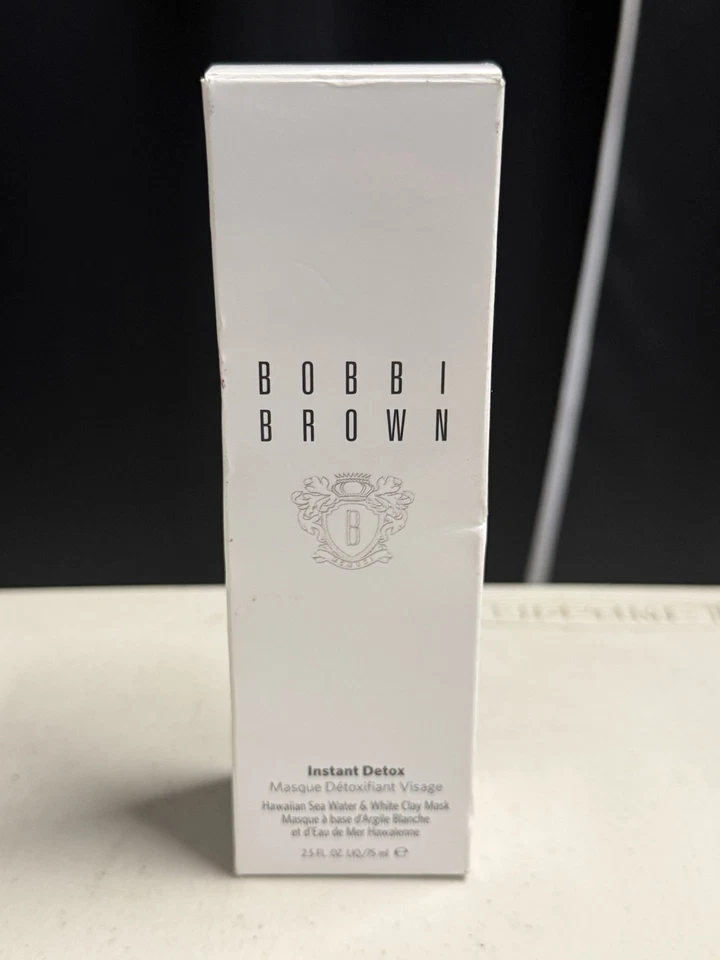 BOBBI
BROWN
B
Instant Detox
Masque Détoxifiant Visage
Hawaiian Sea Water & White Clay Mask
Masque à base d'Argile Blanche
et d'Eau de Mer Hawaïenne
2.5 FL. OZ. LIQ./75 ml ℮
LIFETIME